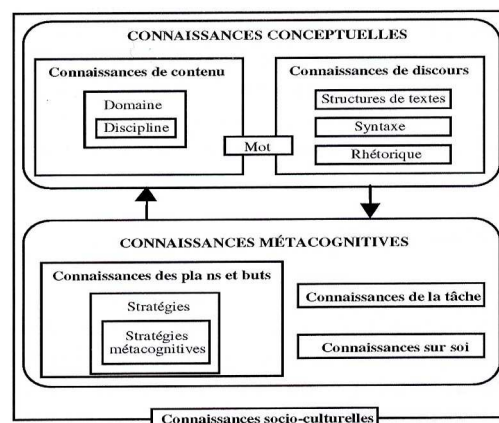 CONNAISSANCES CONCEPTUELLES
Connaissances de contenu
Domaine
Discipline
Mot
Connaissances de discours
Structures de textes
Syntaxe
Rhétorique
CONNAISSANCES MÉTACOGNITIVES
Connaissances des pla ns et buts
Stratégies
Stratégies
métacognitives
Connaissances de la tâche
Connaissances sur soi
Connaissances socio-culturelles